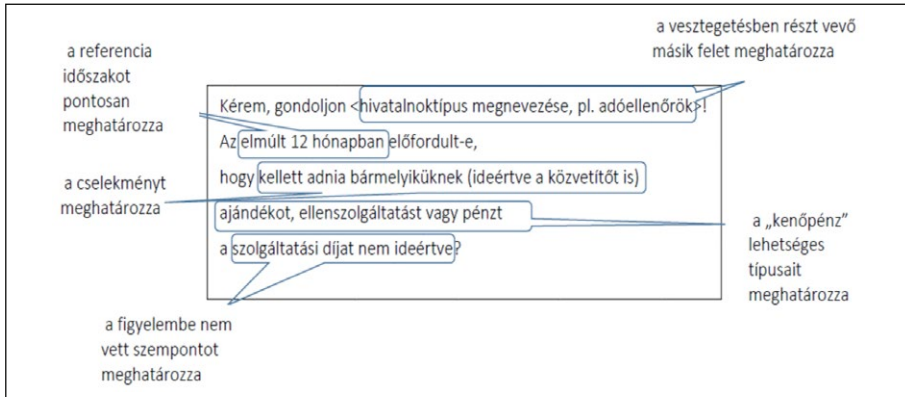 a vesztegetésben részt vevő
másik felet meghatározza
a referencia
időszakot
pontosan
meghatározza
Kérem, gondoljon <hivatalnoktípus megnevezése, pl. adóellenőrök>!
Az elmúlt 12 hónapban előfordult-e,
hogy kellett adnia bármelyiküknek (ideértve a közvetítőt is)
ajándékot, ellenszolgáltatást vagy pénzt
a szolgáltatási díjat nem ideértve?
a cselekményt
meghatározza
a „kenőpénz”
lehetséges
típusait
meghatározza
a figyelembe nem
vett szempontot
meghatározza